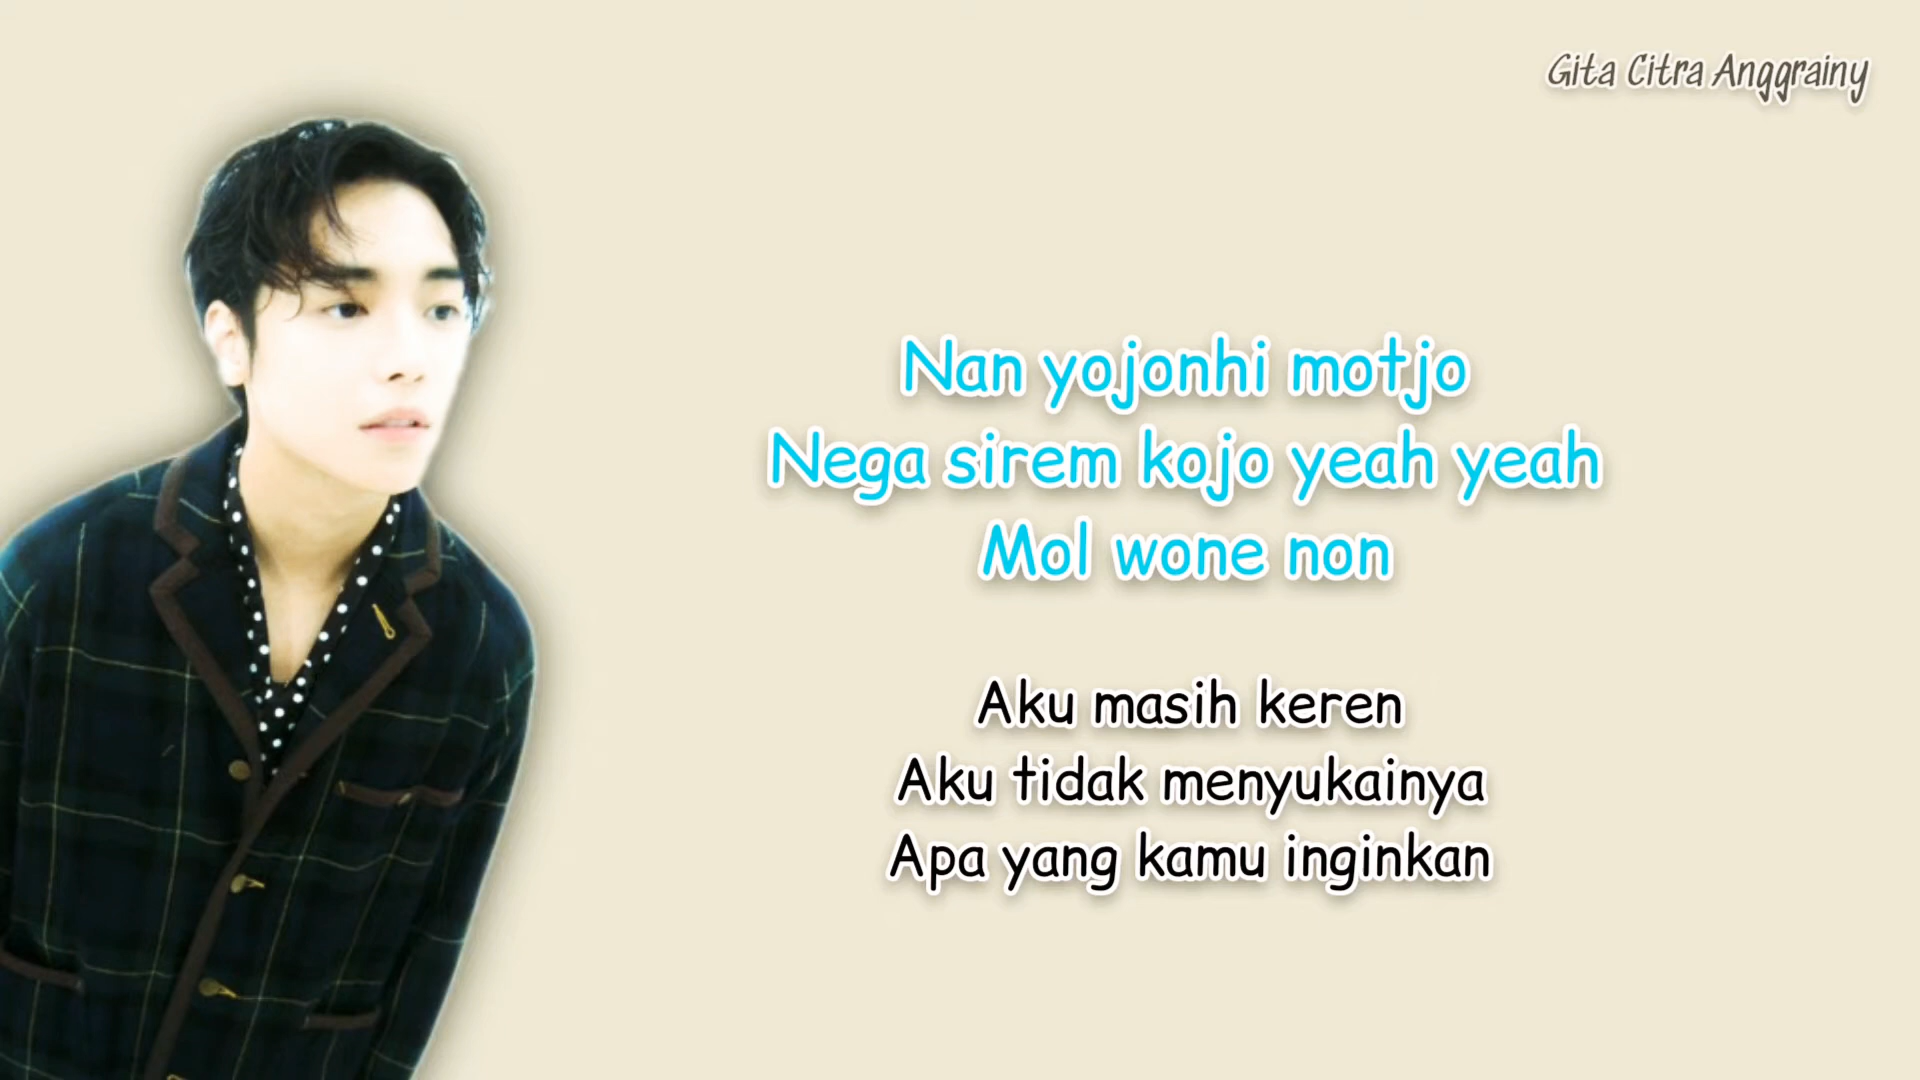 Gita Citra Anggrainy
Nan yojonhi motjo
Nega sirem kojo yeah yeah
Mol wone non
Aku masih keren
Aku tidak menyukainya
Apa yang kamu inginkan